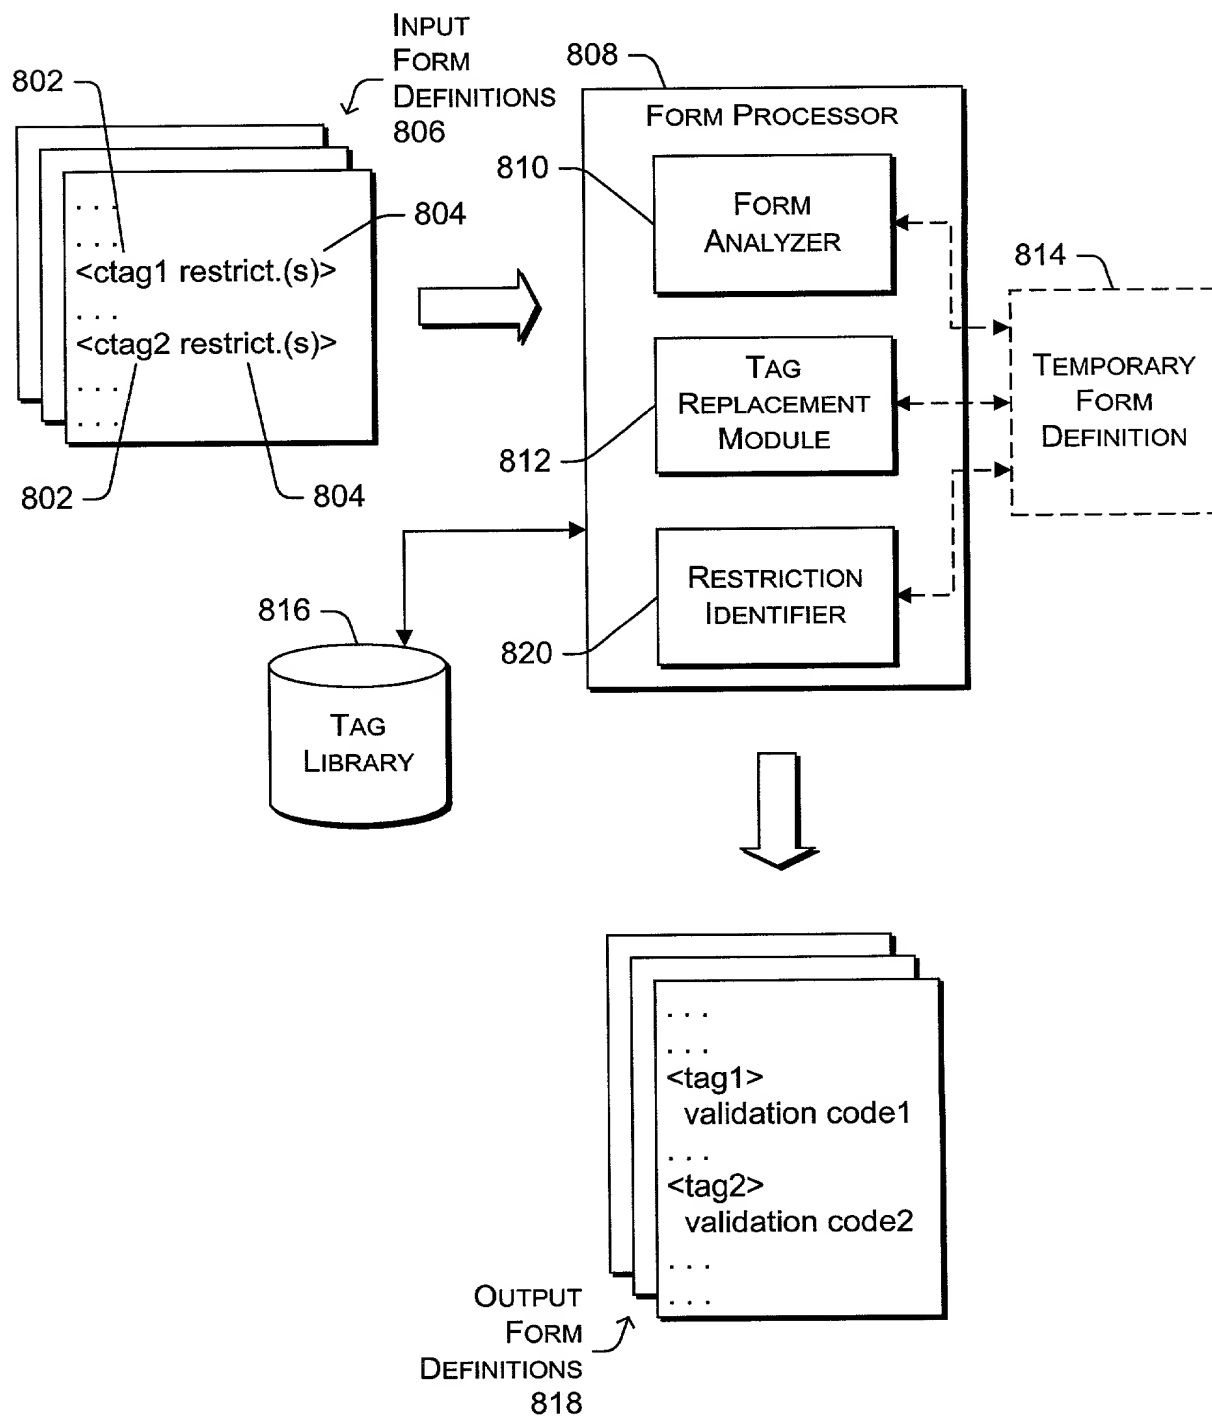 INPUT
FORM
DEFINITIONS
806
802
. . .
. . .
804
<ctag1 restrict.(s)>
. . .
<ctag2 restrict.(s)>
. . .
. . .
802
804
808
FORM PROCESSOR
810
FORM
ANALYZER
812
TAG
REPLACEMENT
MODULE
820
RESTRICTION
IDENTIFIER
814
TEMPORARY
FORM
DEFINITION
816
TAG
LIBRARY
. . .
. . .
<tag1>
validation code1
. . .
<tag2>
validation code2
. . .
. . .
OUTPUT
FORM
DEFINITIONS
818